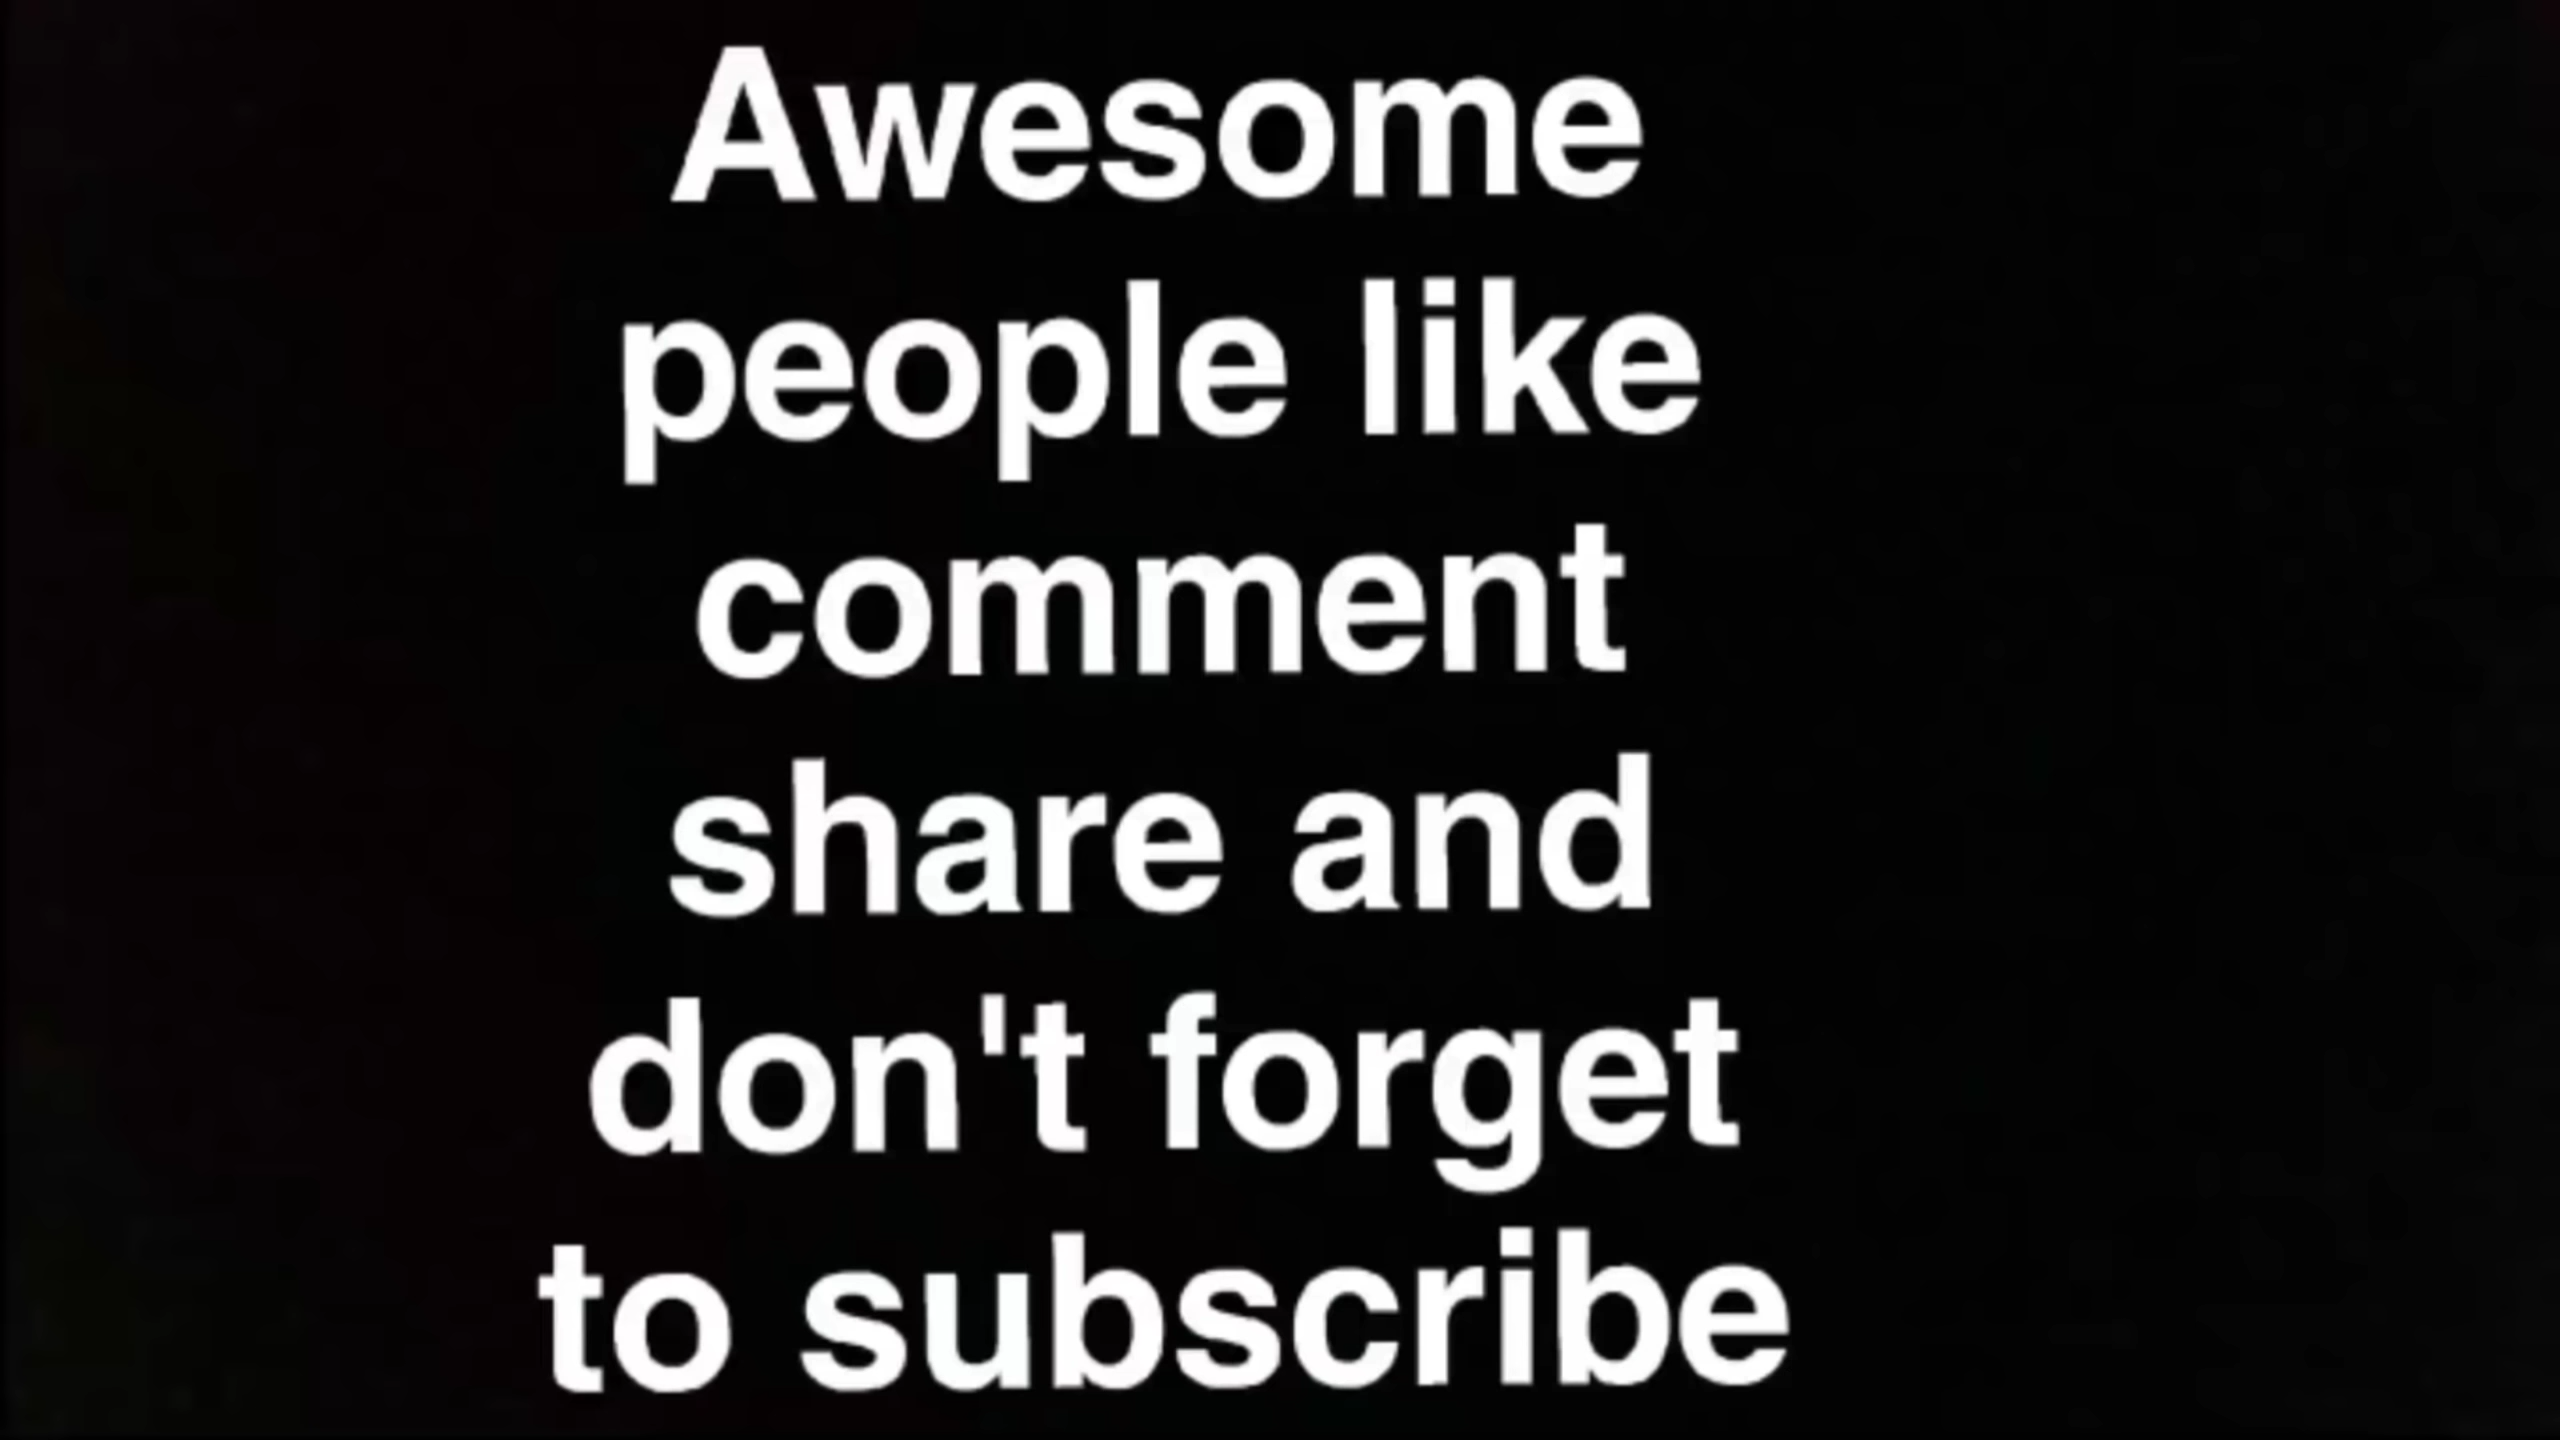 Awesome
people like
comment
share and
don't forget
to subscribe